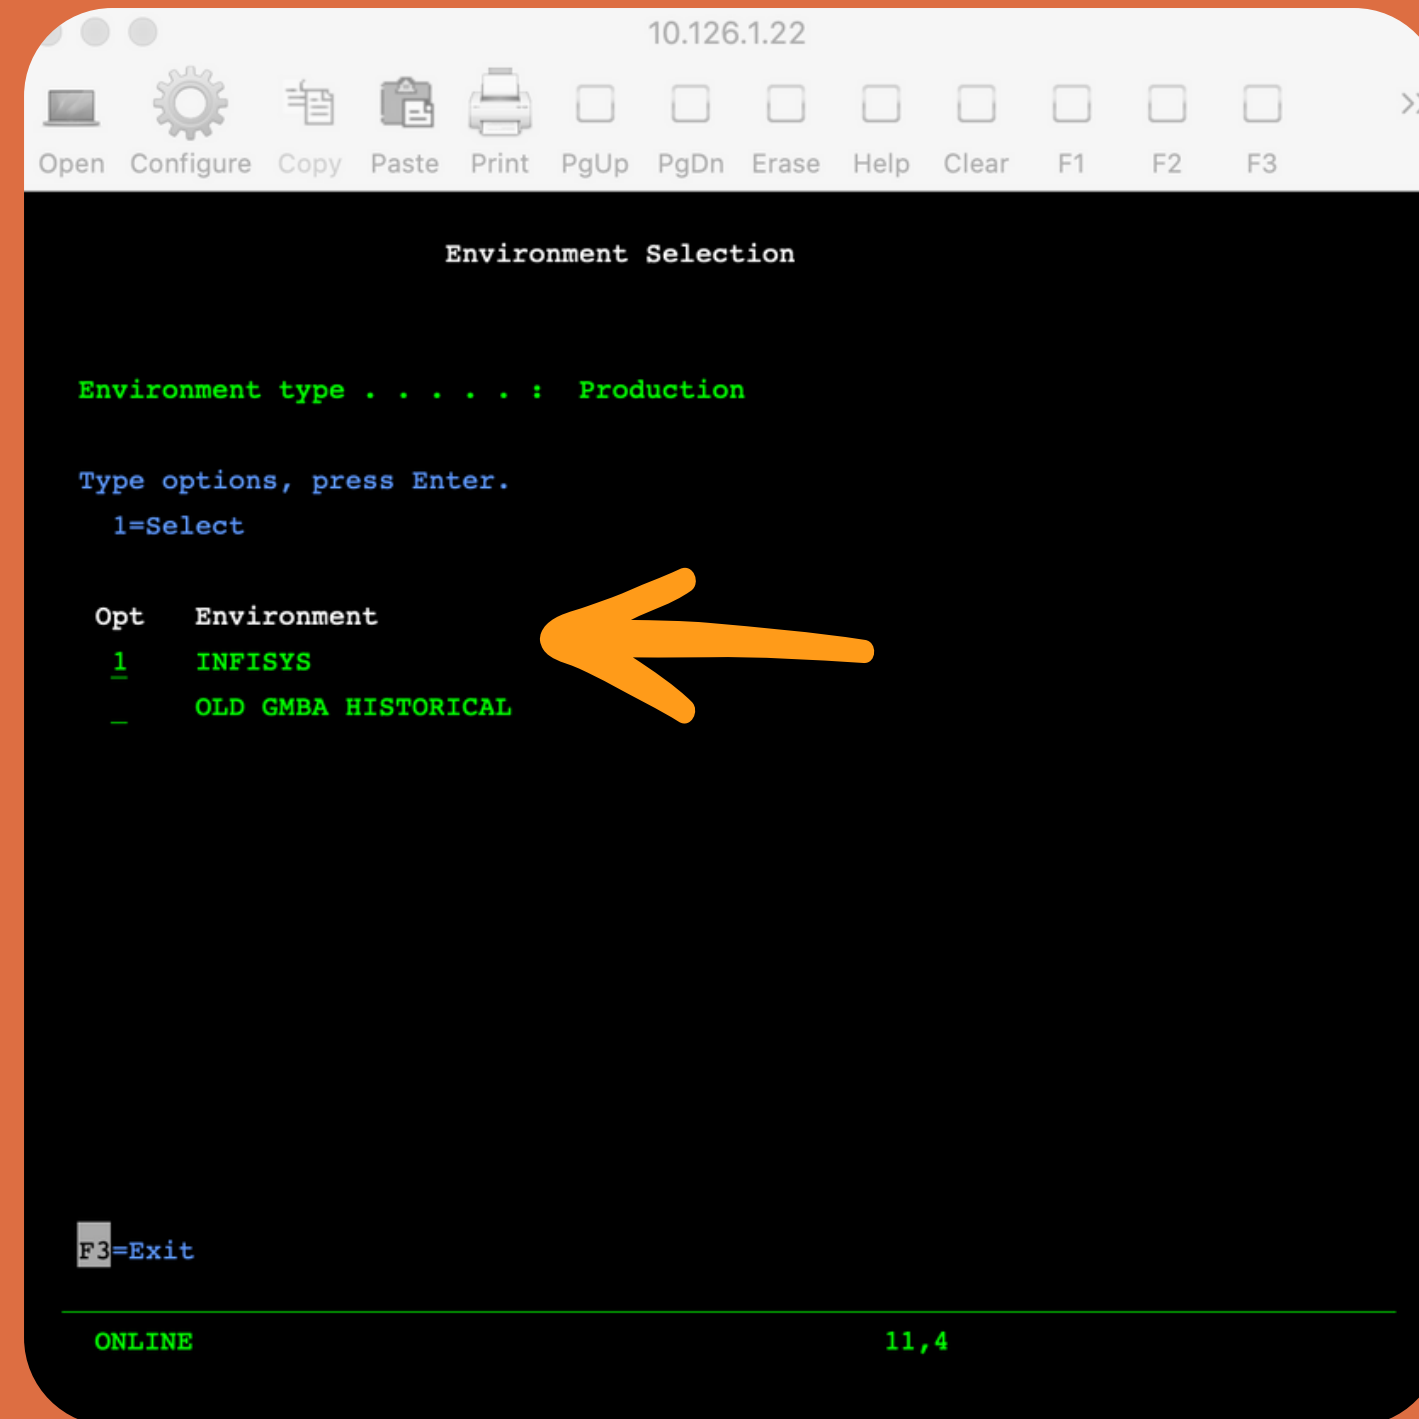 10.126.1.22
Open Configure Copy Paste Print PgUp PgDn Erase Help Clear F1 F2 F3 »
Environment Selection
Environment type . . . . . : Production
Type options, press Enter.
1=Select
Opt Environment
1 INFISYS
_ OLD GMBA HISTORICAL
F3=Exit
ONLINE 11,4